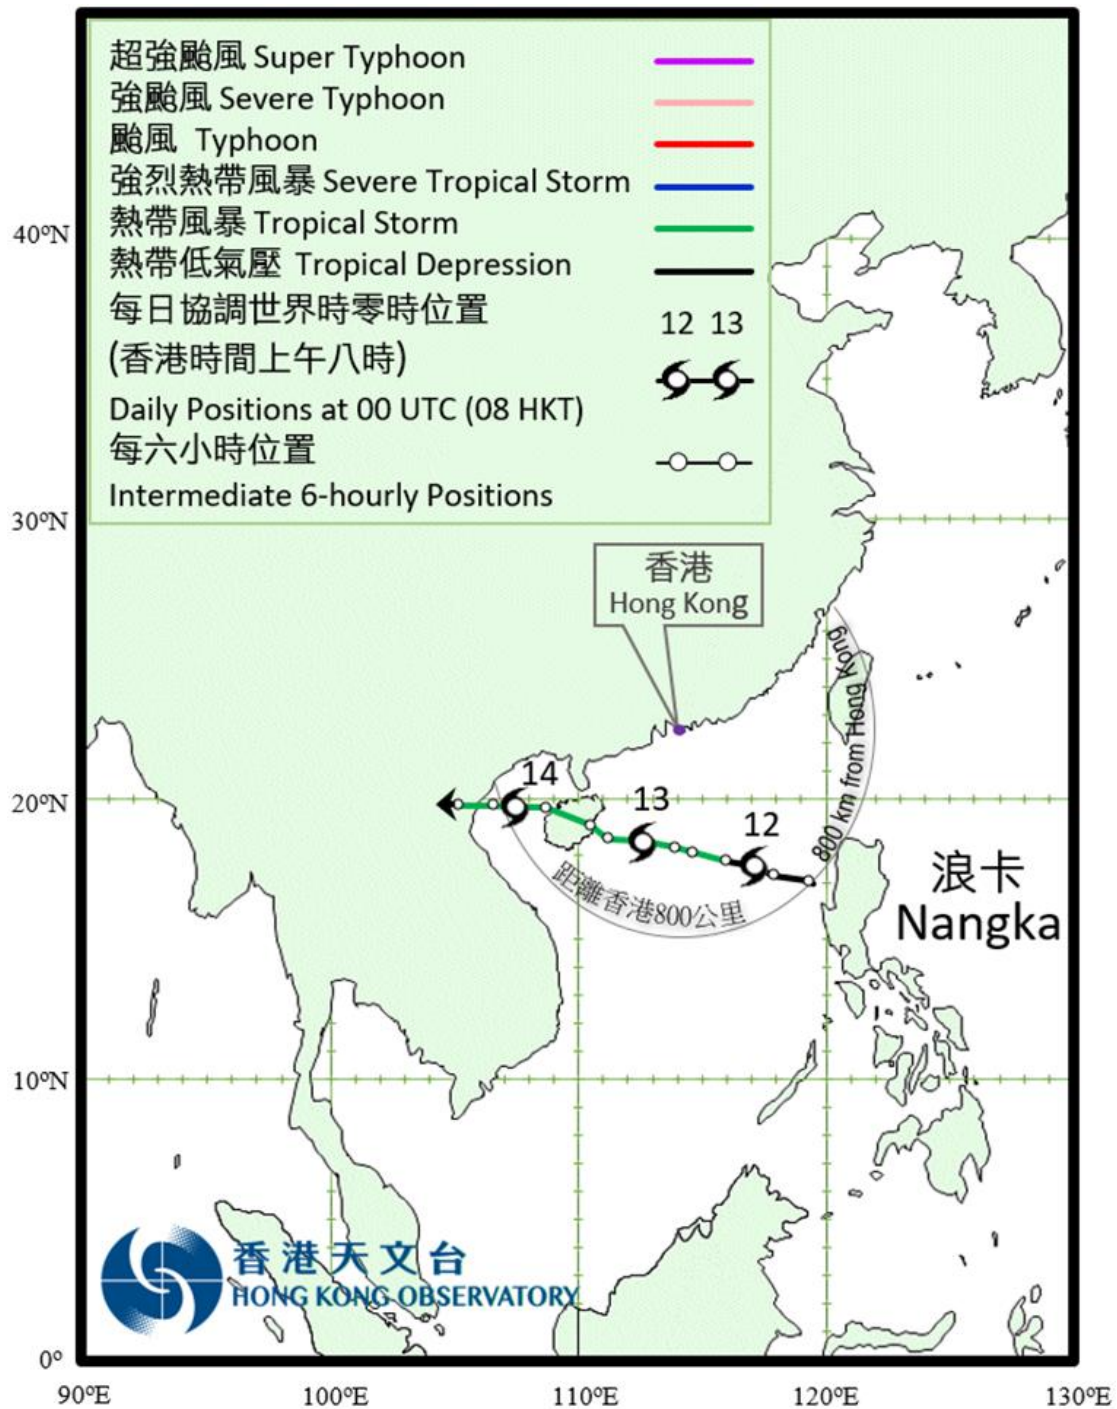 超強颱風 Super Typhoon
強颱風 Severe Typhoon
颱風 Typhoon
強烈熱帶風暴 Severe Tropical Storm
熱帶風暴 Tropical Storm
熱帶低氣壓 Tropical Depression
每日協調世界時零時位置
12 13
(香港時間上午八時)
Daily Positions at 00 UTC (08 HKT)
每六小時位置
Intermediate 6-hourly Positions
40ºN
30ºN
20ºN
10ºN
0º
香港
Hong Kong
800 km from Hong Kong
14
13
12
距離香港800公里
浪卡
Nangka
香港天文台
HONG KONG OBSERVATORY
90ºE 100ºE 110ºE 120ºE 130ºE